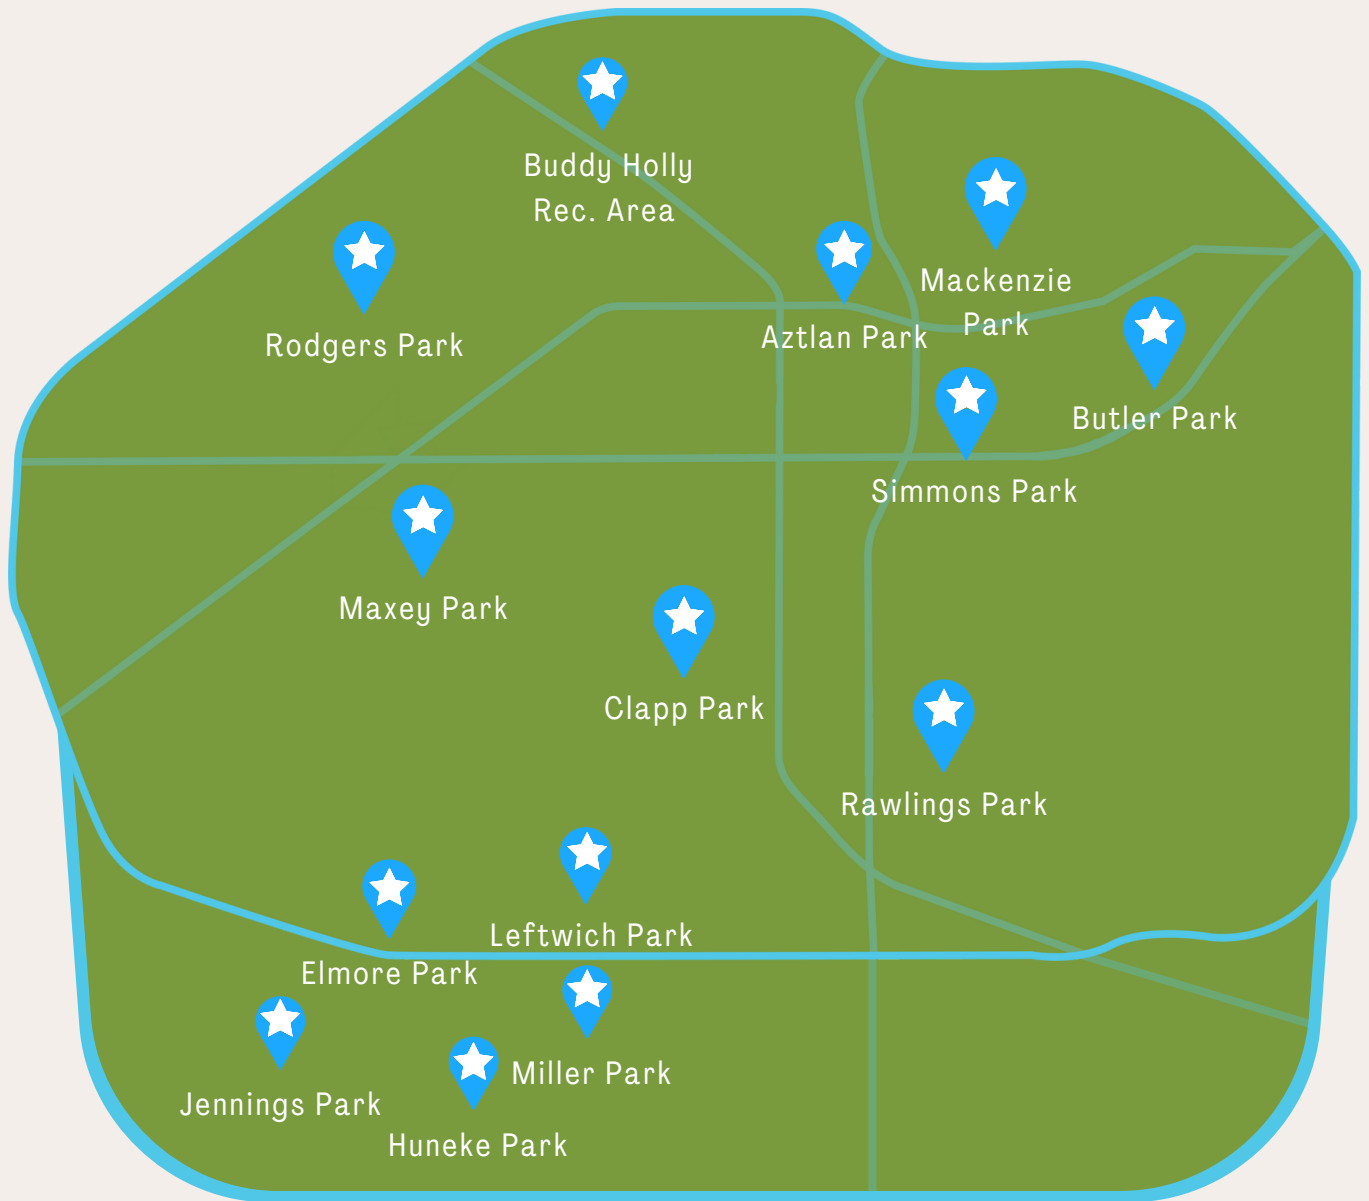 Buddy Holly
Rec. Area
Mackenzie
Park
Aztlan Park
Rodgers Park
Butler Park
Simmons Park
Maxey Park
Clapp Park
Rawlings Park
Leftwich Park
Elmore Park
Miller Park
Jennings Park
Huneke Park